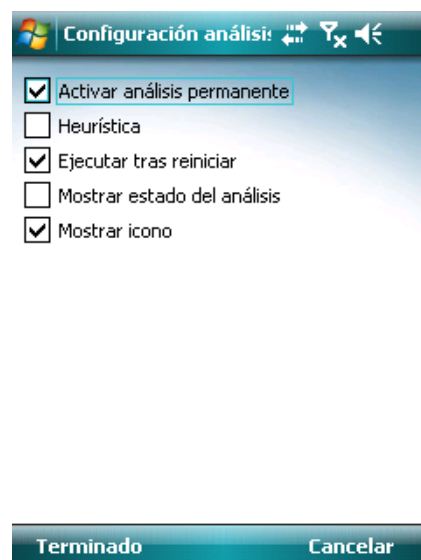 Configuración análisis
Activar análisis permanente
Heurística
Ejecutar tras reiniciar
Mostrar estado del análisis
Mostrar icono
Terminado Cancelar